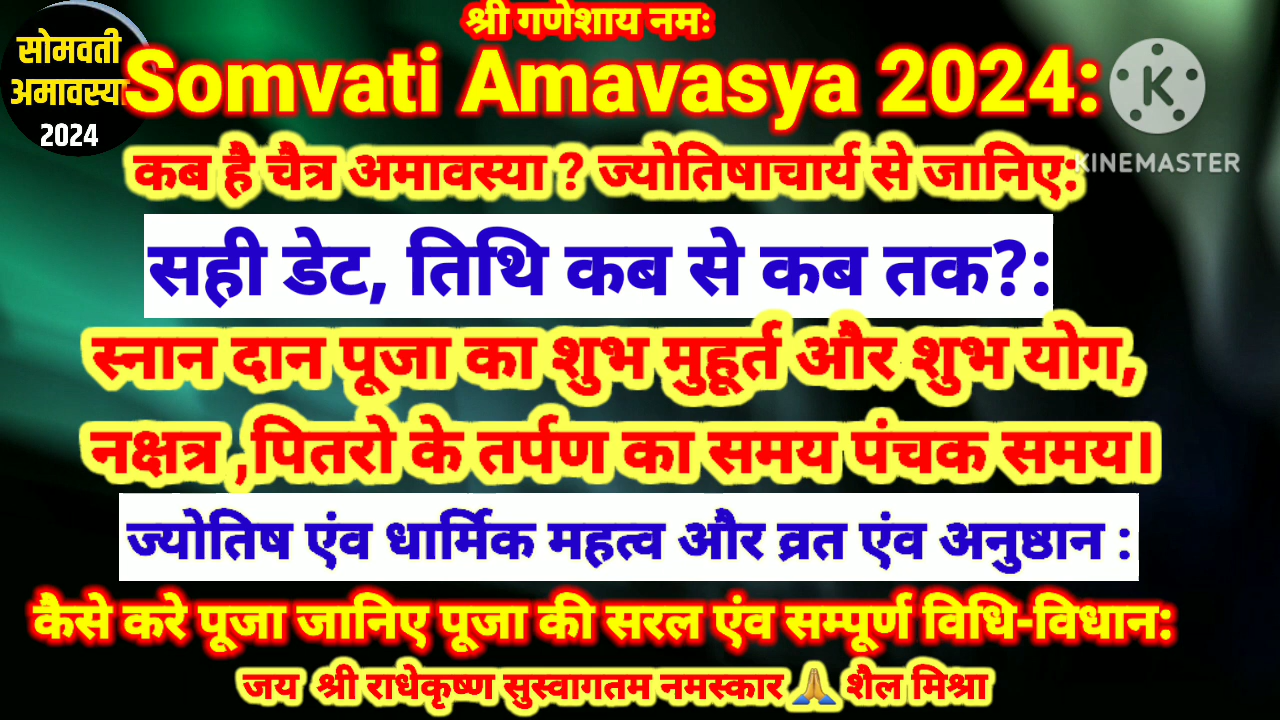 श्री गणेशाय नमः
सोमवती
अमावस्या
2024
Somvati Amavasya 2024:
K
KINEMASTER
कब है चैत्र अमावस्या ? ज्योतिषाचार्य से जानिए:
सही डेट, तिथि कब से कब तक?:
स्नान दान पूजा का शुभ मुहूर्त और शुभ योग,
नक्षत्र ,पितरो के तर्पण का समय पंचक समय।
ज्योतिष एंव धार्मिक महत्व और व्रत एंव अनुष्ठान :
कैसे करे पूजा जानिए पूजा की सरल एंव सम्पूर्ण विधि-विधान:
जय श्री राधेकृष्ण सुस्वागतम नमस्कार🙏 शैल मिश्रा